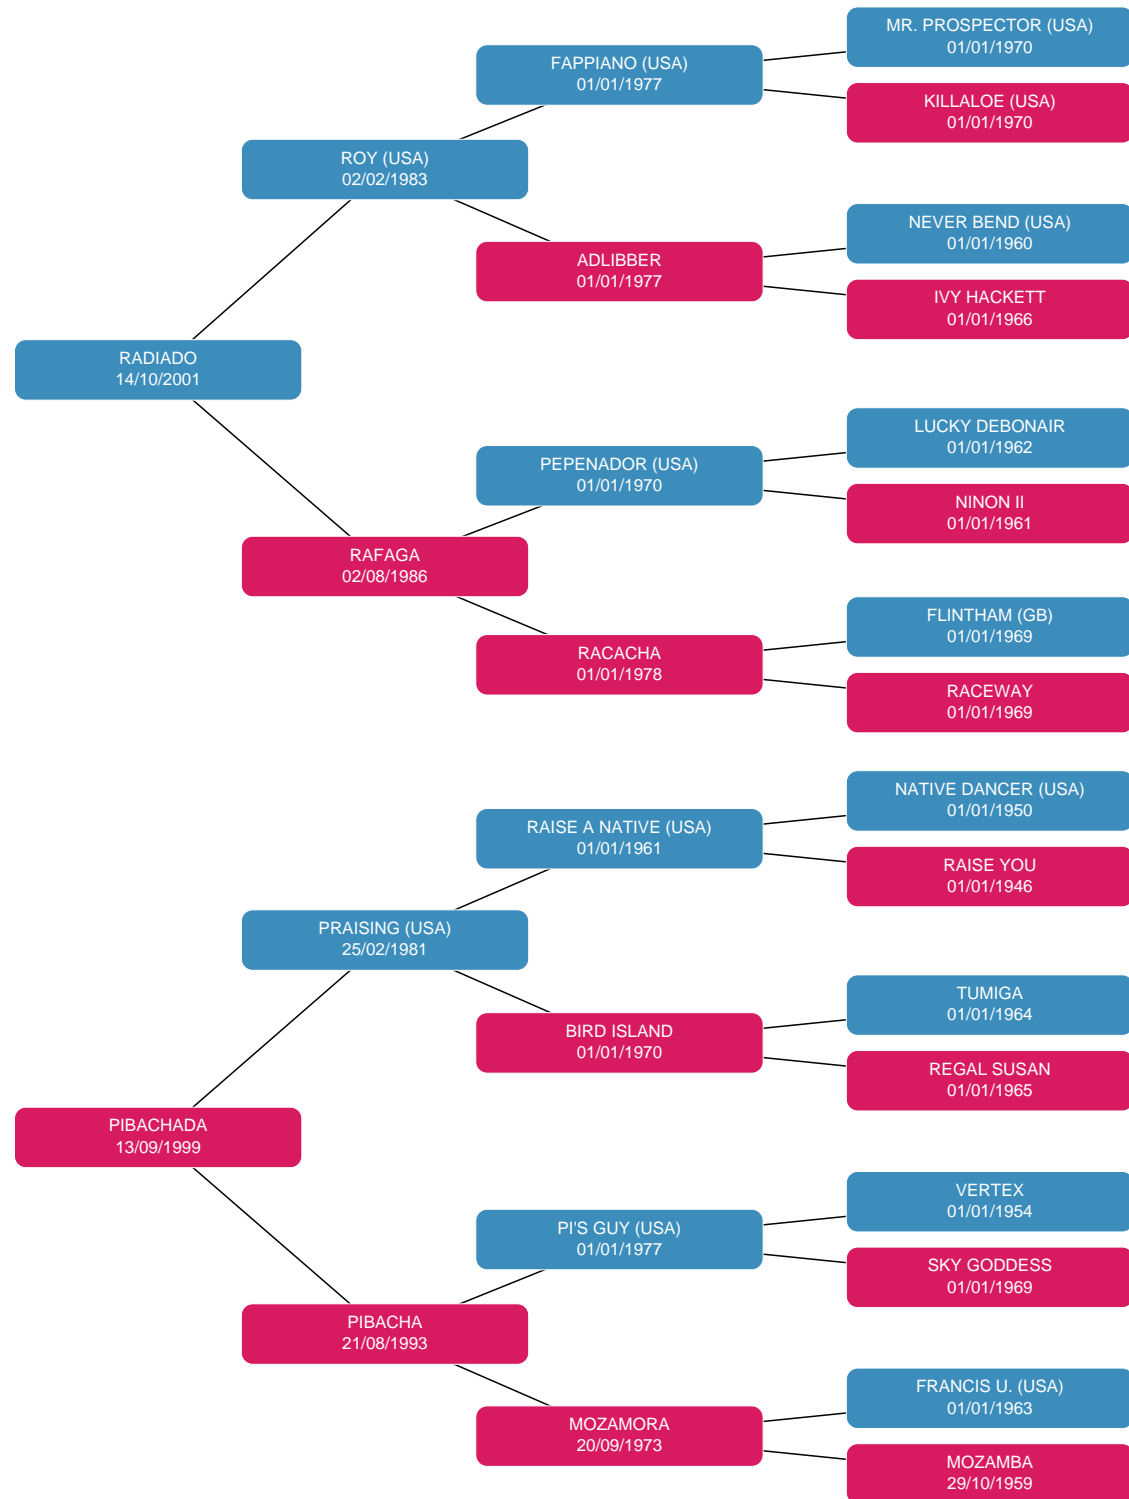 MR. PROSPECTOR (USA)
01/01/1970
FAPPIANO (USA)
01/01/1977
KILLALOE (USA)
01/01/1970
ROY (USA)
02/02/1983
NEVER BEND (USA)
01/01/1960
ADLIBBER
01/01/1977
IVY HACKETT
01/01/1966
RADIADO
14/10/2001
LUCKY DEBONAIR
01/01/1962
PEPENADOR (USA)
01/01/1970
NINON II
01/01/1961
RAFAGA
02/08/1986
FLINTHAM (GB)
01/01/1969
RACACHA
01/01/1978
RACEWAY
01/01/1969
NATIVE DANCER (USA)
01/01/1950
RAISE A NATIVE (USA)
01/01/1961
RAISE YOU
01/01/1946
PRAISING (USA)
25/02/1981
TUMIGA
01/01/1964
BIRD ISLAND
01/01/1970
REGAL SUSAN
01/01/1965
PIBACHADA
13/09/1999
VERTEX
01/01/1954
PI'S GUY (USA)
01/01/1977
SKY GODDESS
01/01/1969
PIBACHA
21/08/1993
FRANCIS U. (USA)
01/01/1963
MOZAMORA
20/09/1973
MOZAMBA
29/10/1959